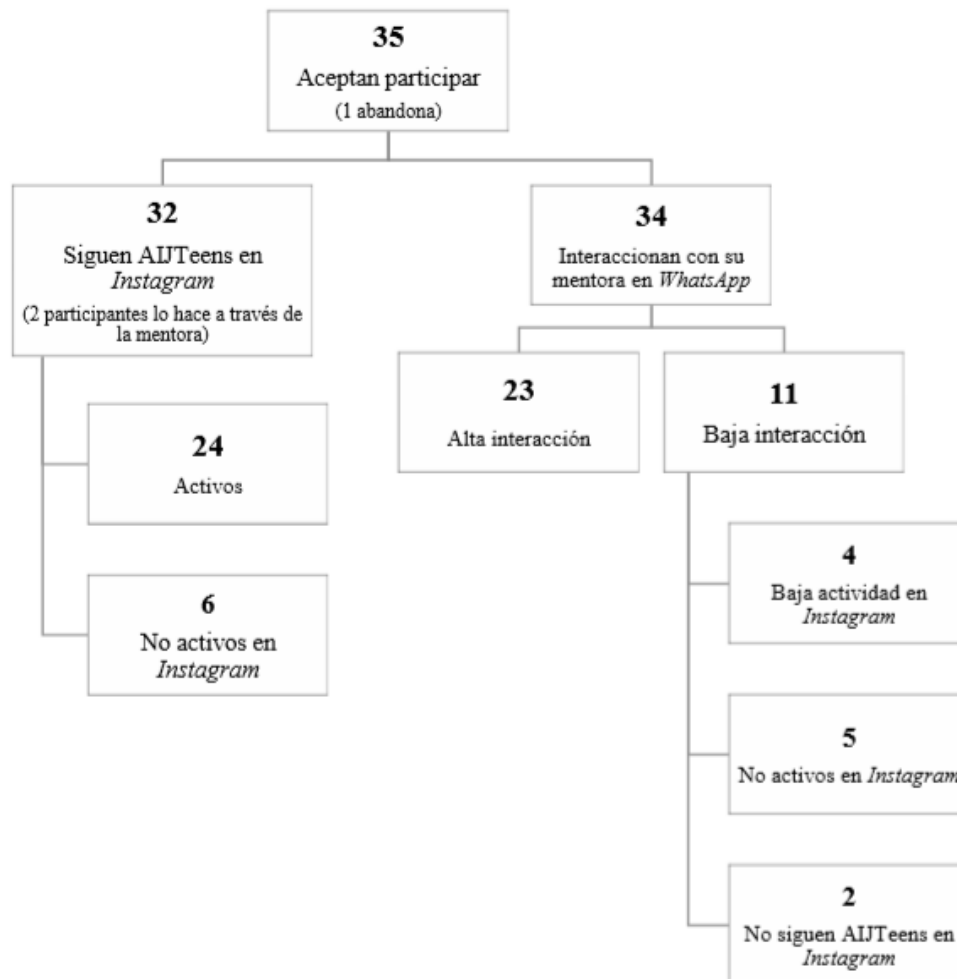 35
Aceptan participar
(1 abandona)
32
Siguen AIJTeens en
Instagram
(2 participantes lo hace a través de
la mentora)
34
Interaccionan con su
mentora en WhatsApp
23
Alta interacción
11
Baja interacción
24
Activos
6
No activos en
Instagram
4
Baja actividad en
Instagram
5
No activos en Instagram
2
No siguen AIJTeens en
Instagram